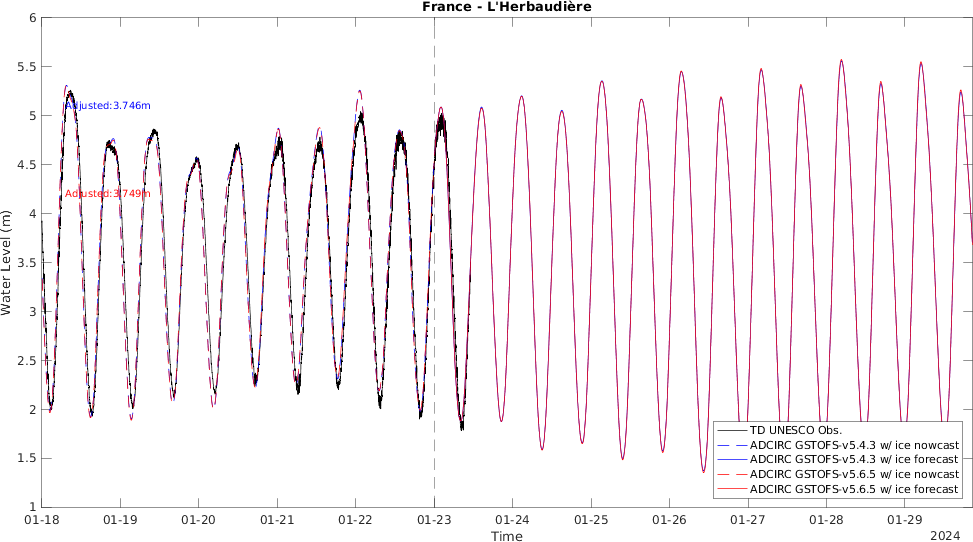 France - L'Herbaudière
Water Level (m)
6
5.5
5
4.5
4
3.5
3
2.5
2
1.5
1
Adjusted:3.746m
Adjusted:3.749m
TD UNESCO Obs.
ADCIRC GSTOFS-v5.4.3 w/ ice nowcast
ADCIRC GSTOFS-v5.4.3 w/ ice forecast
ADCIRC GSTOFS-v5.6.5 w/ ice nowcast
ADCIRC GSTOFS-v5.6.5 w/ ice forecast
01-18 01-19 01-20 01-21 01-22 01-23 01-24 01-25 01-26 01-27 01-28 01-29
Time
2024